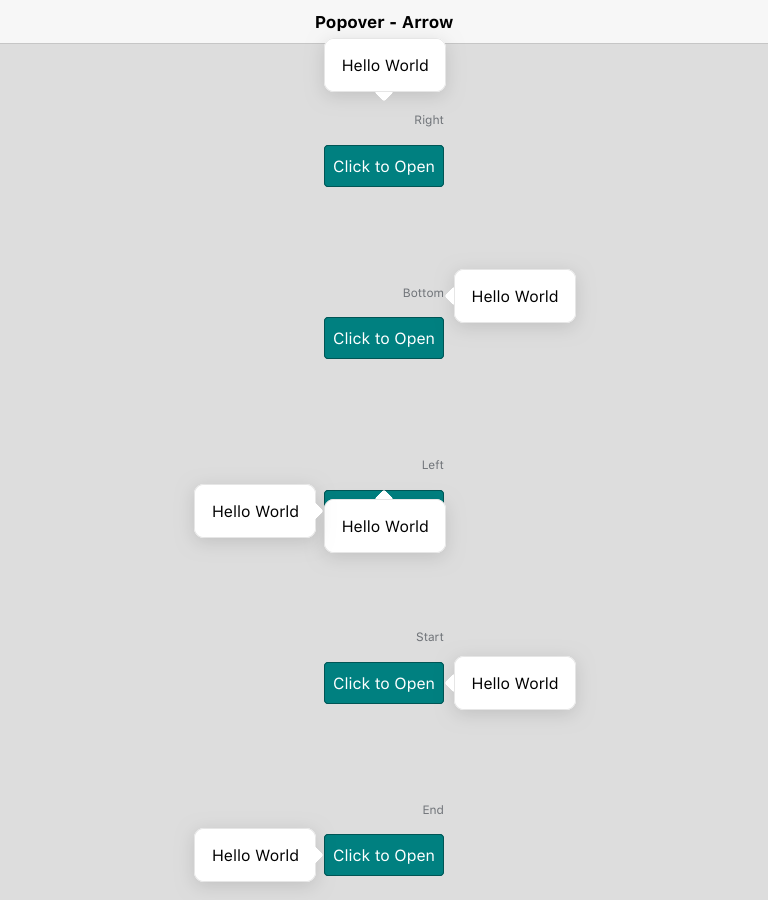 Popover - Arrow
Hello World
Right
Click to Open
Bottom
Hello World
Click to Open
Left
Hello World
Hello World
Start
Click to Open
Hello World
End
Hello World
Click to Open